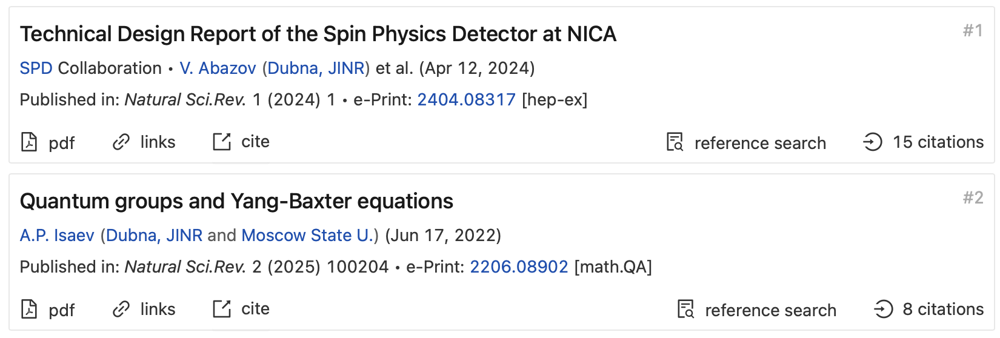 Technical Design Report of the Spin Physics Detector at NICA #1
SPD Collaboration • V. Abazov (Dubna, JINR) et al. (Apr 12, 2024)
Published in: Natural Sci.Rev. 1 (2024) 1 • e-Print: 2404.08317 [hep-ex]
pdf links cite reference search 15 citations
Quantum groups and Yang-Baxter equations #2
A.P. Isaev (Dubna, JINR and Moscow State U.) (Jun 17, 2022)
Published in: Natural Sci.Rev. 2 (2025) 100204 • e-Print: 2206.08902 [math.QA]
pdf links cite reference search 8 citations